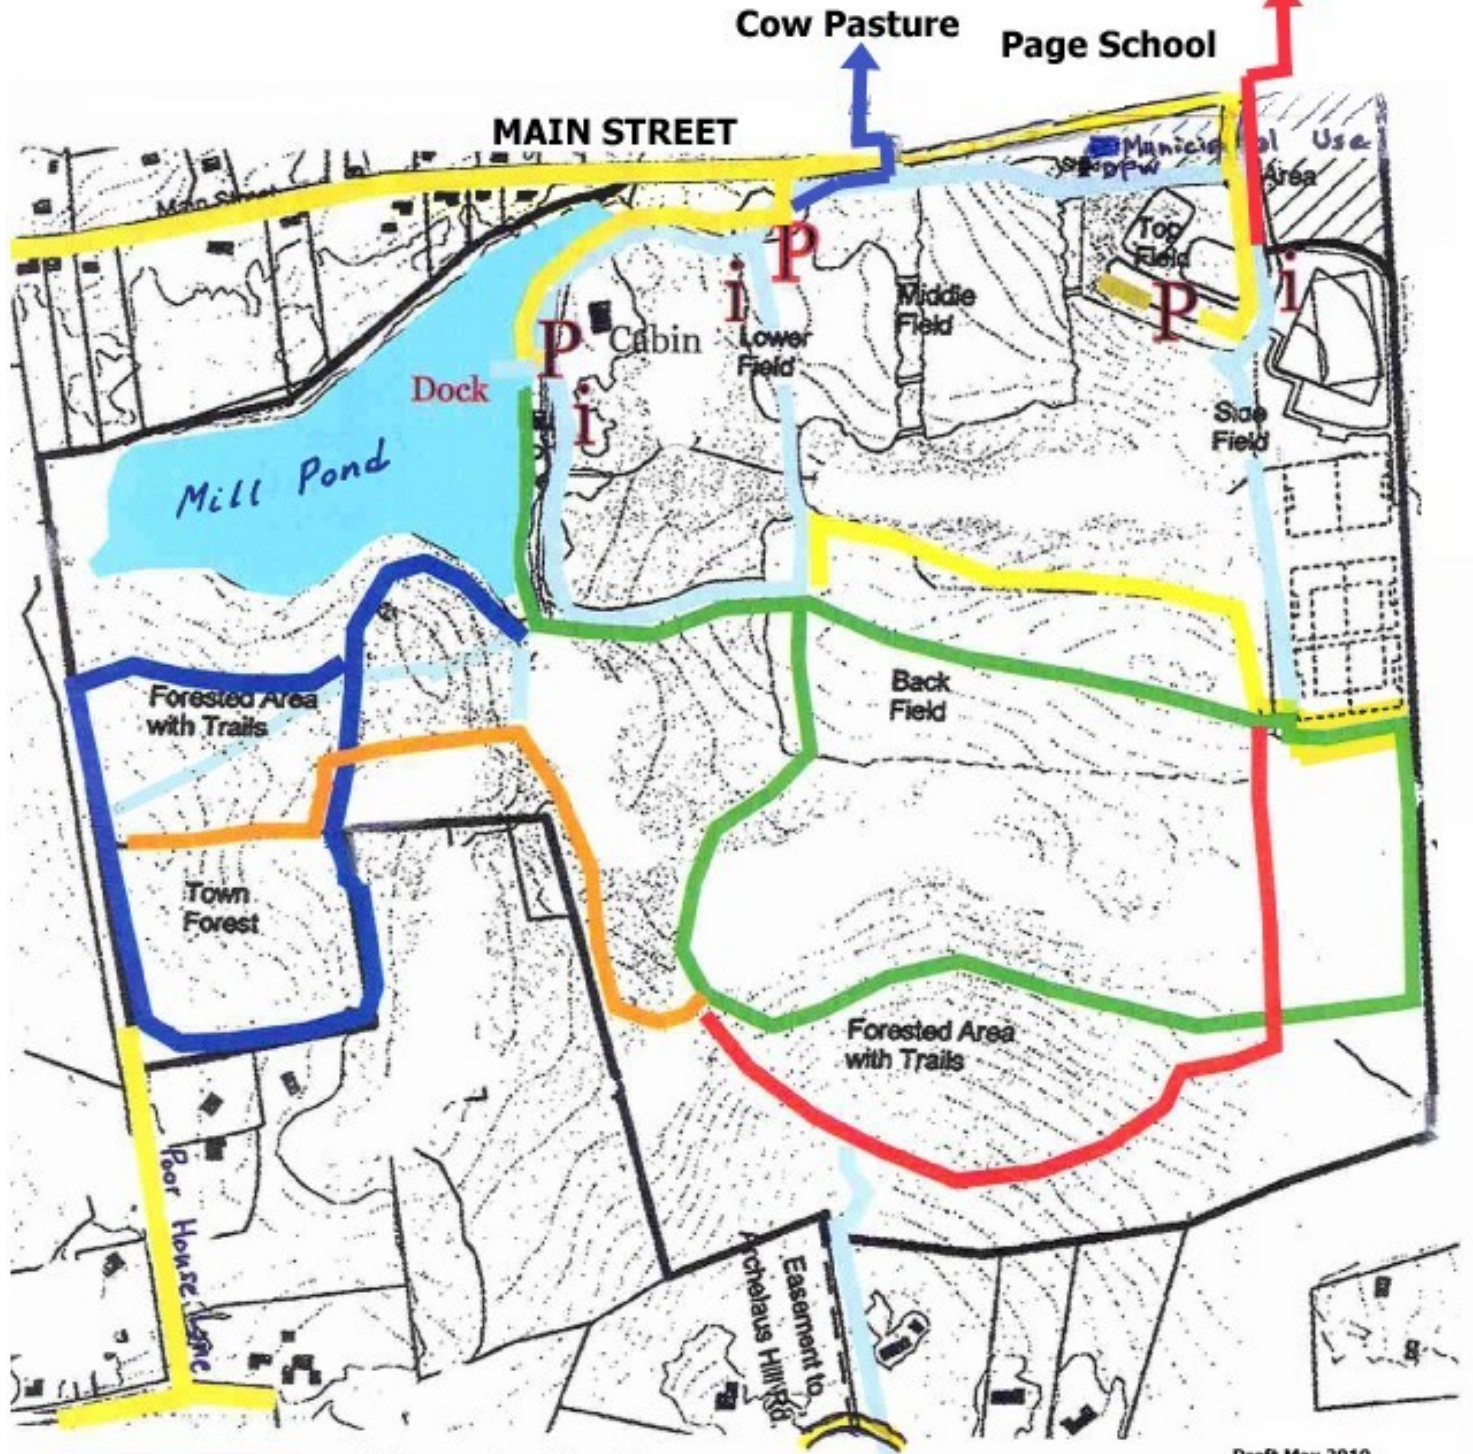 Cow Pasture
Page School
MAIN STREET
Municipal Use
DPW
Area
Main Street
Top
Field
P
i
i
P
Middle
Field
P
Cabin
Lower
Field
Dock
i
Side
Field
Mill Pond
Back
Field
Forested Area
with Trails
Town
Forest
Forested Area
with Trails
Poor House Lane
Easement to
Archelaus Hill Rd.